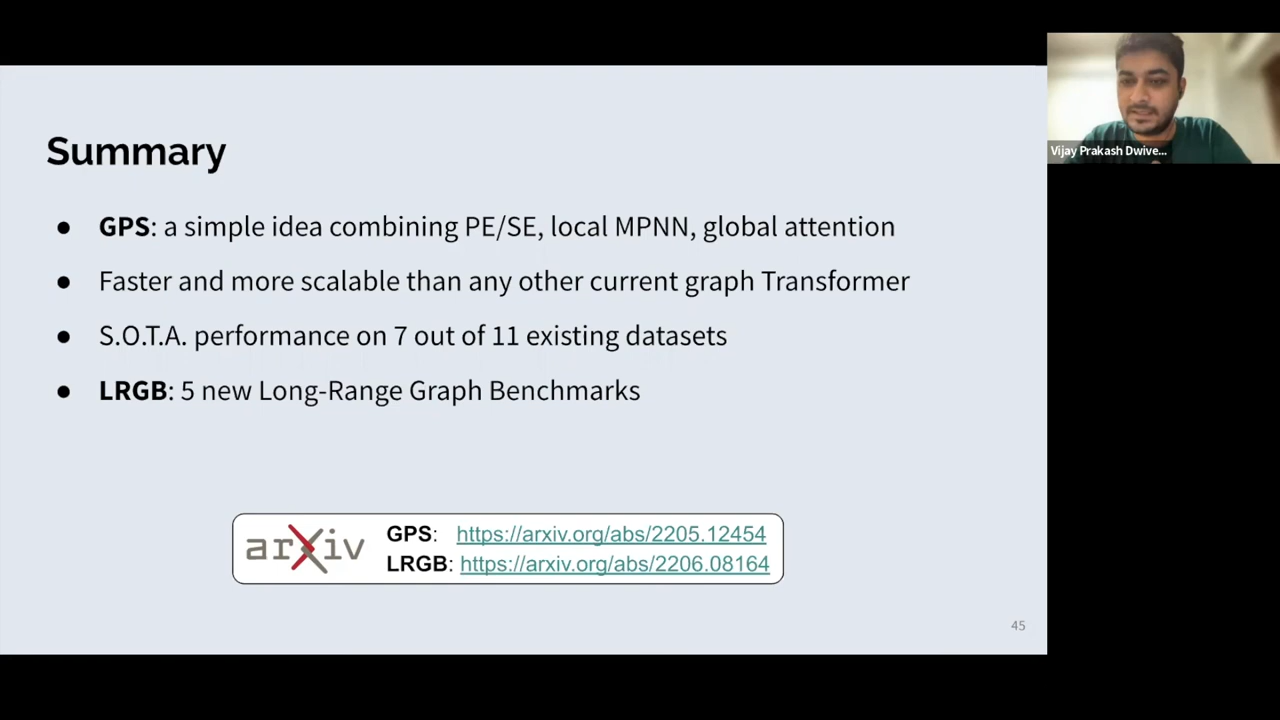 Summary
● GPS: a simple idea combining PE/SE, local MPNN, global attention
● Faster and more scalable than any other current graph Transformer
● S.O.T.A. performance on 7 out of 11 existing datasets
● LRGB: 5 new Long-Range Graph Benchmarks
arXiv
GPS: https://arxiv.org/abs/2205.12454
LRGB: https://arxiv.org/abs/2206.08164
45
Vijay Prakash Dwive...